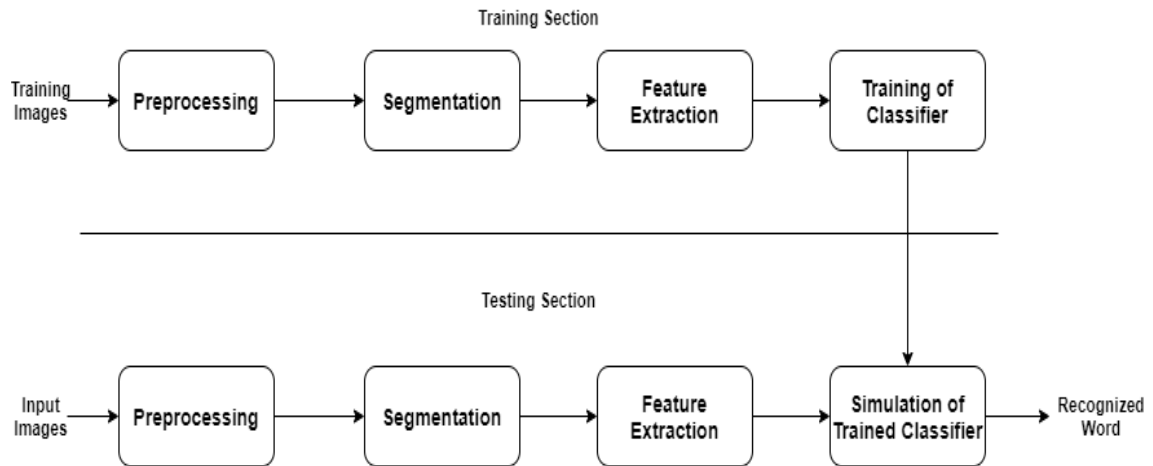 Training Section
Training
Images
Preprocessing
Segmentation
Feature
Extraction
Training of
Classifier
Testing Section
Input
Images
Preprocessing
Segmentation
Feature
Extraction
Simulation of
Trained Classifier
Recognized
Word